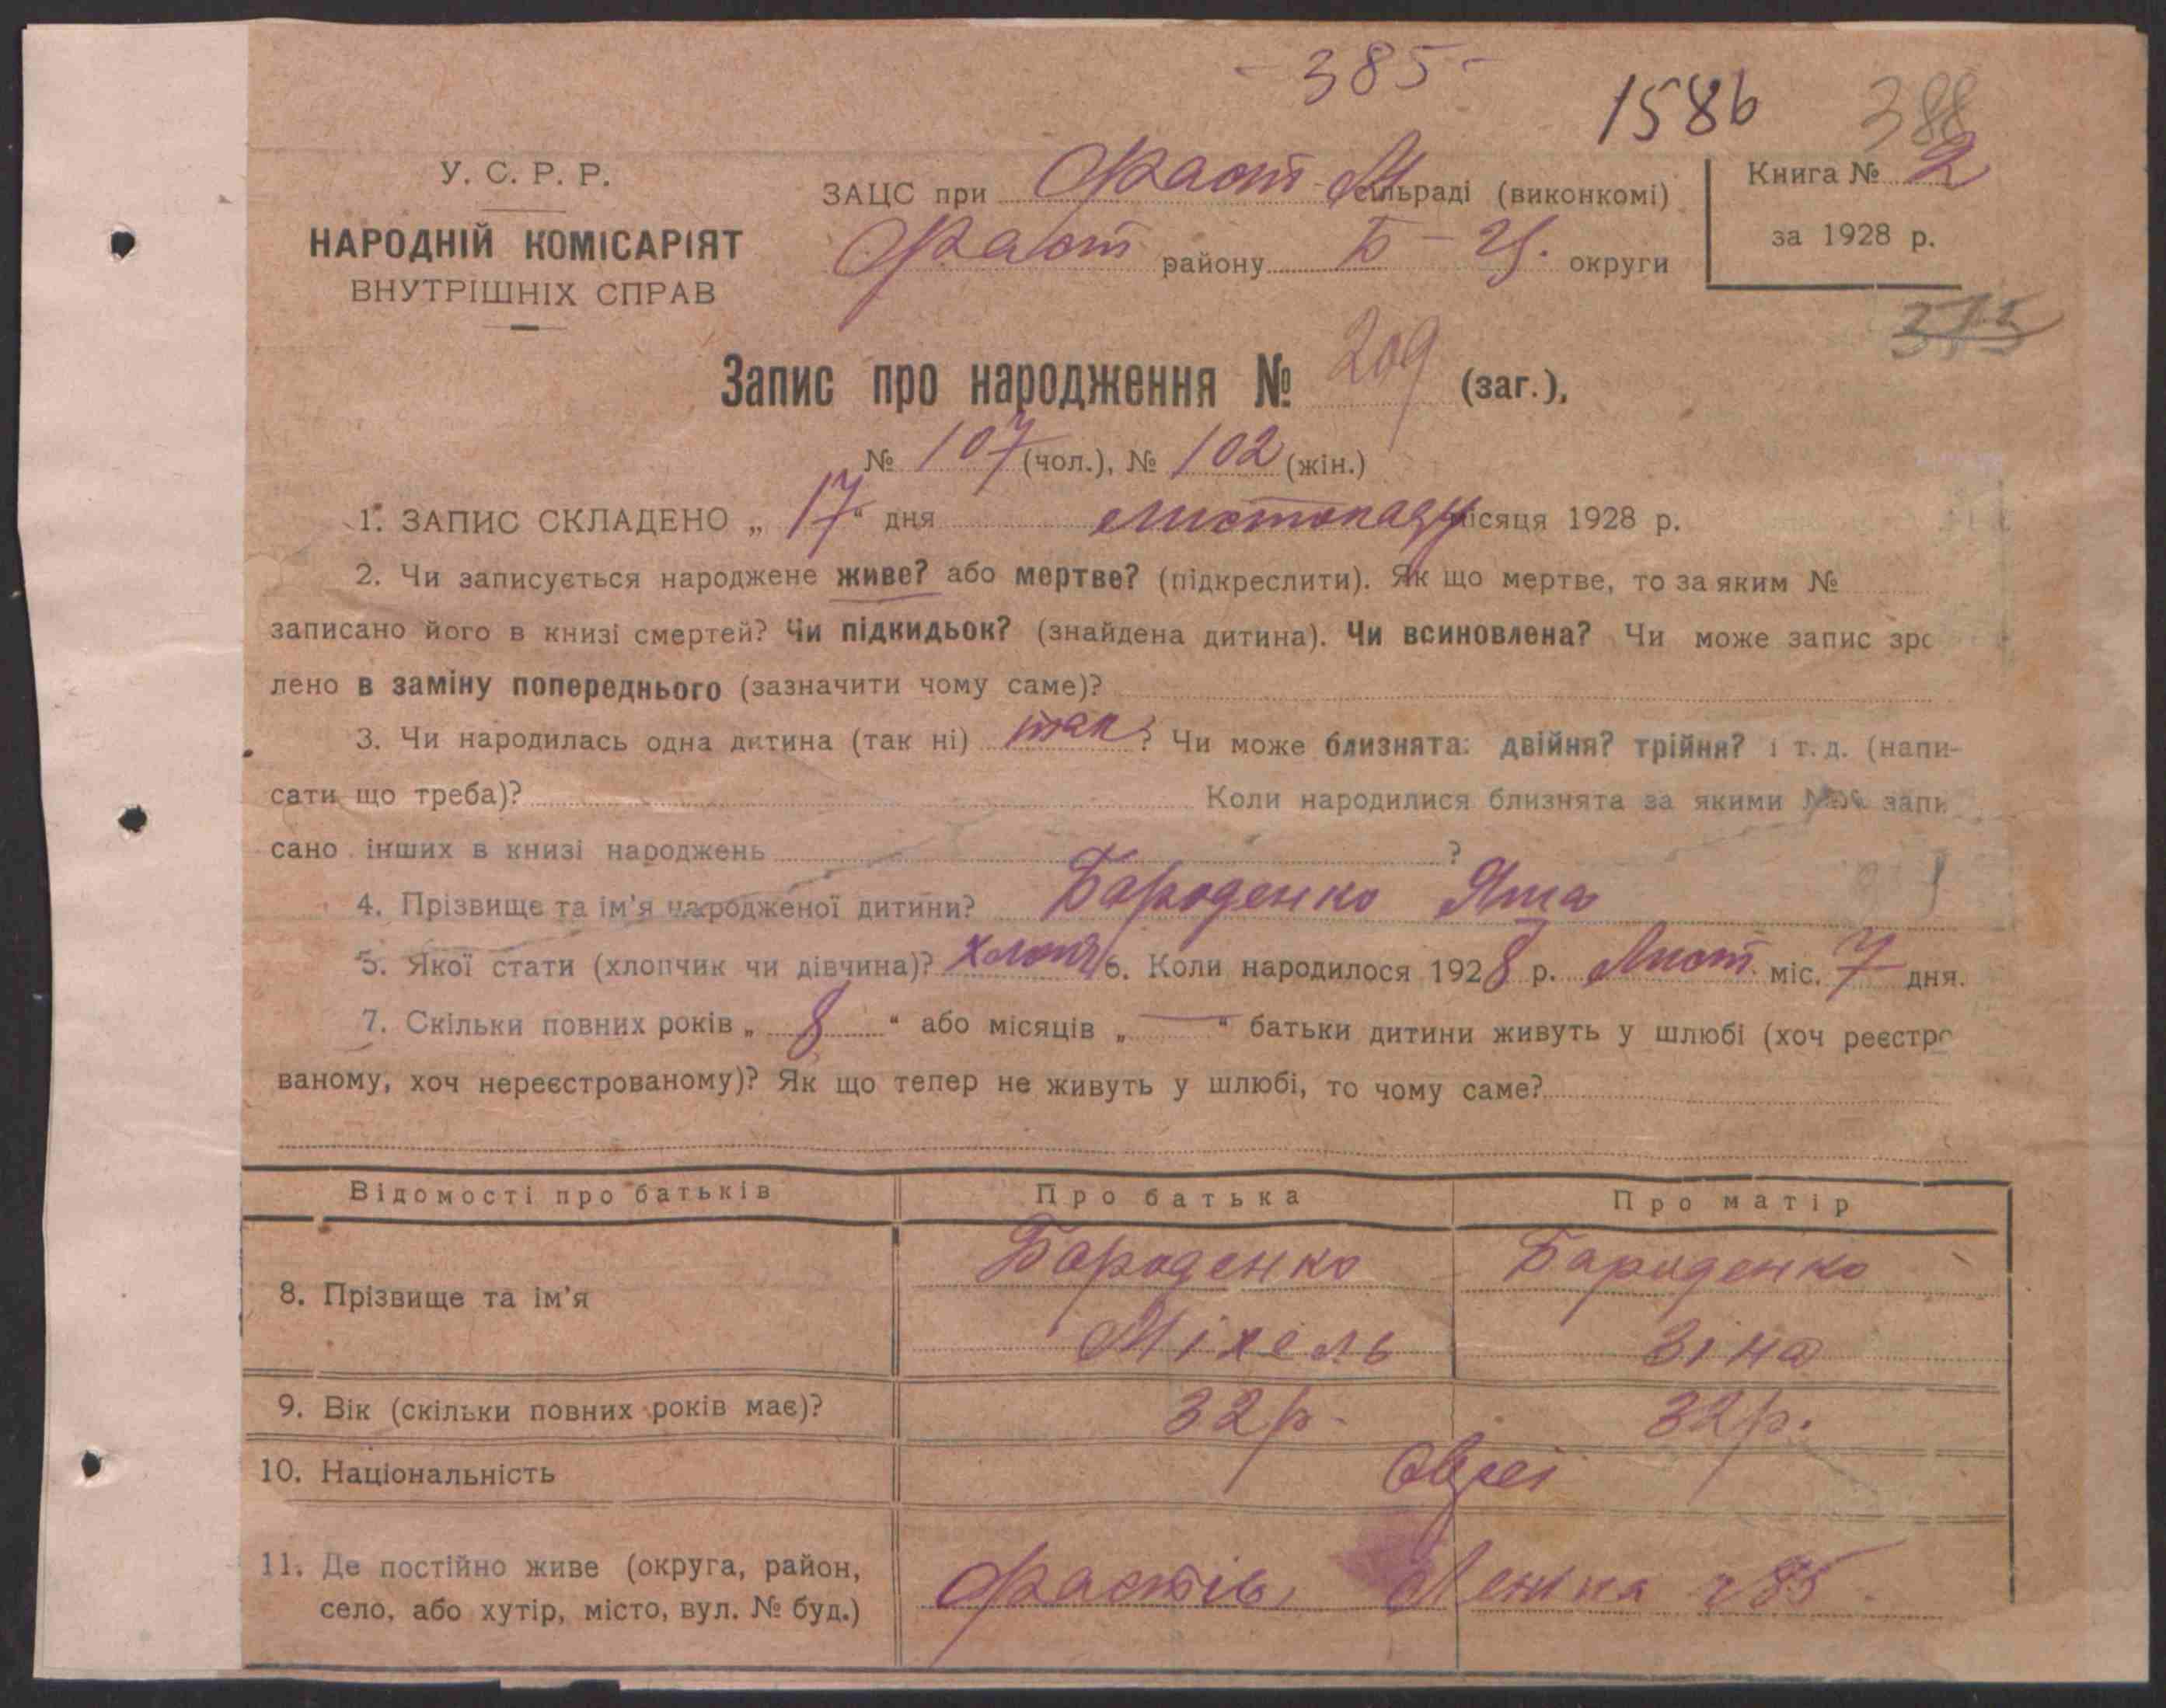 - 385 -
1586 388
У. С. Р. Р.
НАРОДНІЙ КОМІСАРІЯТ
ВНУТРІШНІХ СПРАВ
ЗАЦС при Фаст. М сільраді (виконкомі)
Фаст району Б - Ц. округи
Книга № 2
за 1928 р.
Запис про народження № 209 (заг.),
№ 107 (чол.), № 102 (жін.)
1. ЗАПИС СКЛАДЕНО „ 17 “ дня листопаду місяця 1928 р.
2. Чи записується народжене живе? або мертве? (підкреслити). Як що мертве, то за яким №
записано його в книзі смертей? Чи підкидьок? (знайдена дитина). Чи всиновлена? Чи може запис зро
лено в заміну попереднього (зазначити чому саме)?
3. Чи народилась одна дитина (так ні) так ? Чи може близнята: двійня? трійня? і т. д. (напи-
сати що треба)? Коли народилися близнята за якими №№ запи
сано інших в книзі народжень ?
4. Прізвище та ім'я народженої дитини? Бароденко Яша
5. Якої стати (хлопчик чи дівчина)? хлопч 6. Коли народилося 1928 р. Лист. міс. 7 дня.
7. Скільки повних років „ 8 “ або місяців „ — “ батьки дитини живуть у шлюбі (хоч реєстро
ваному, хоч нереєстрованому)? Як що тепер не живуть у шлюбі, то чому саме?
Відомості про батьків Про батька Про матір
8. Прізвище та ім'я Бароденко Бароденко
Міхель Зіна
9. Вік (скільки повних років має)? 32 р. 32 р.
10. Національність Євреї
11. Де постійно живе (округа, район,
село, або хутір, місто, вул. № буд.) Фастів, Леніна 85